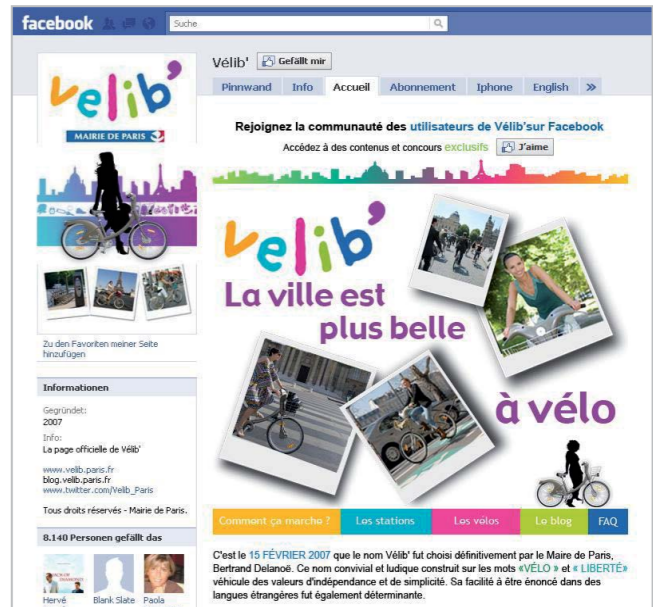 facebook
Suche
Vélib'
Gefällt mir
Pinnwand
Info
Accueil
Abonnement
Iphone
English
»
velib'
MAIRIE DE PARIS
Zu den Favoriten meiner Seite
hinzufügen
Informationen
Gegründet:
2007
Info:
La page officielle de Vélib'
www.velib.paris.fr
blog.velib.paris.fr
www.twitter.com/Velib_Paris
Tous droits réservés - Mairie de Paris.
8.140 Personen gefällt das
Hervé
Blank Slate
Paola
Rejoignez la communauté des utilisateurs de Vélib'sur Facebook
Accédez à des contenus et concours exclusifs
J'aime
velib'
La ville est
plus belle
à vélo
Comment ça marche ?
Les stations
Les vélos
Le blog
FAQ
C'est le 15 FÉVRIER 2007 que le nom Vélib' fut choisi définitivement par le Maire de Paris,
Bertrand Delanoë. Ce nom convivial et ludique construit sur les mots «VÉLO » et « LIBERTÉ»
véhicule des valeurs d'indépendance et de simplicité. Sa facilité à être énoncé dans des
langues étrangères fut également déterminante.